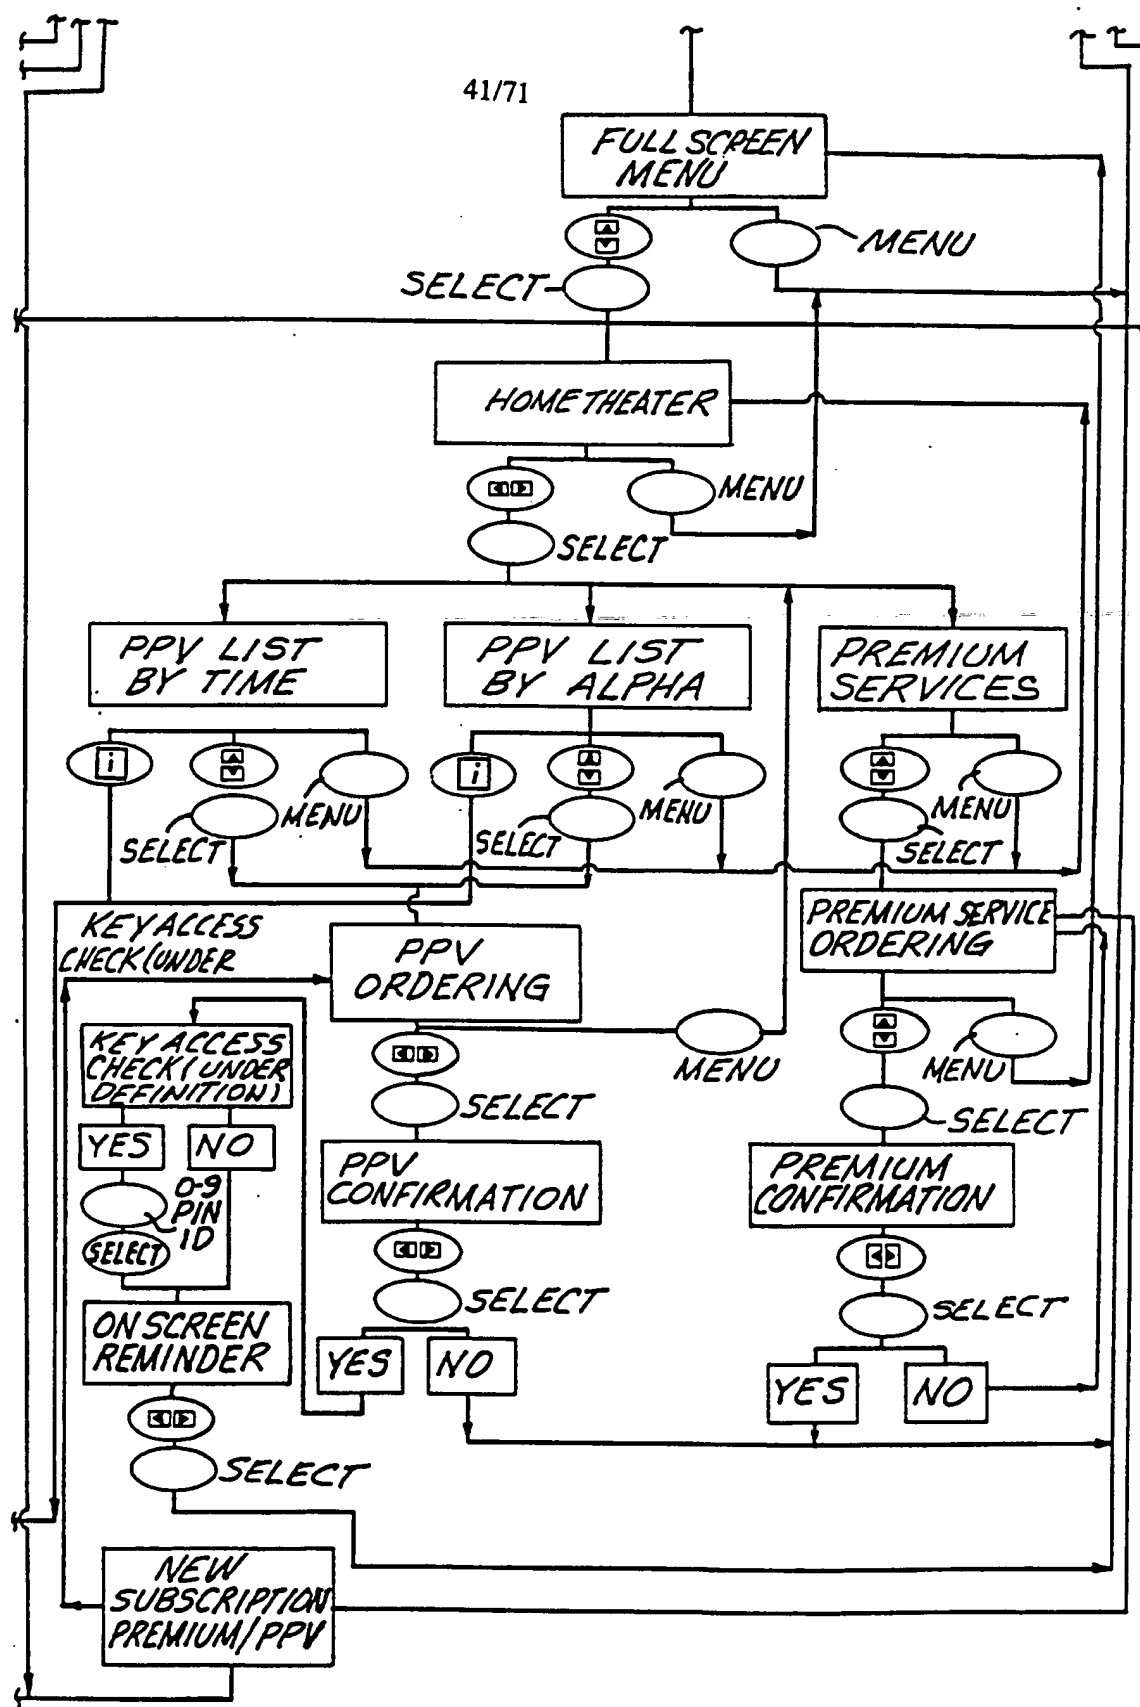 41/71
FULL SCREEN
MENU
MENU
SELECT
HOME THEATER
MENU
SELECT
PPV LIST
BY TIME
PPV LIST
BY ALPHA
PREMIUM
SERVICES
i
MENU
SELECT
i
MENU
SELECT
MENU
SELECT
KEY ACCESS
CHECK (UNDER
PPV
ORDERING
PREMIUM SERVICE
ORDERING
KEY ACCESS
CHECK (UNDER
DEFINITION)
MENU
MENU
SELECT
SELECT
YES
NO
0-9
PIN
ID
SELECT
PPV
CONFIRMATION
PREMIUM
CONFIRMATION
SELECT
SELECT
ON SCREEN
REMINDER
YES
NO
YES
NO
SELECT
NEW
SUBSCRIPTION
PREMIUM/PPV